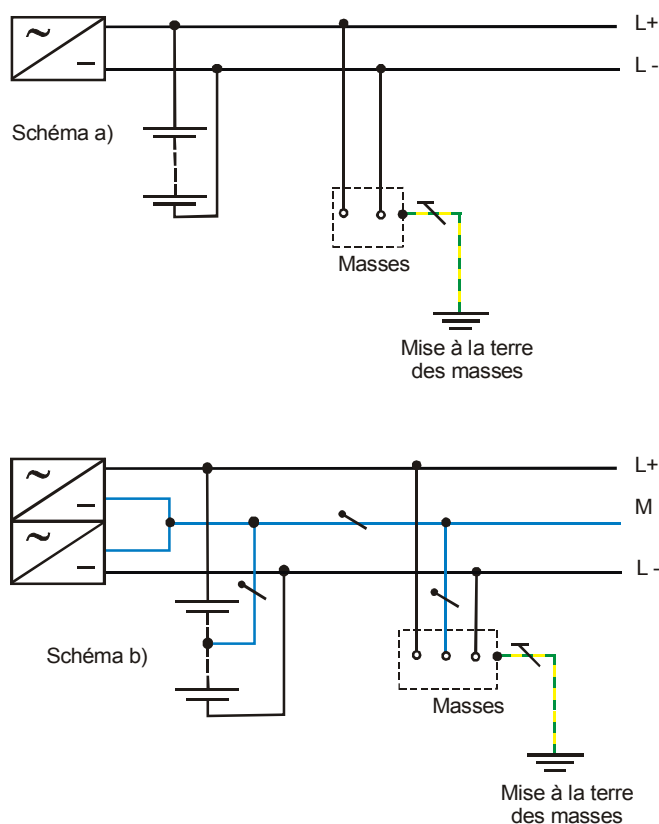 L+
L -
Schéma a)
Masses
Mise à la terre
des masses
L+
M
L -
Schéma b)
Masses
Mise à la terre
des masses